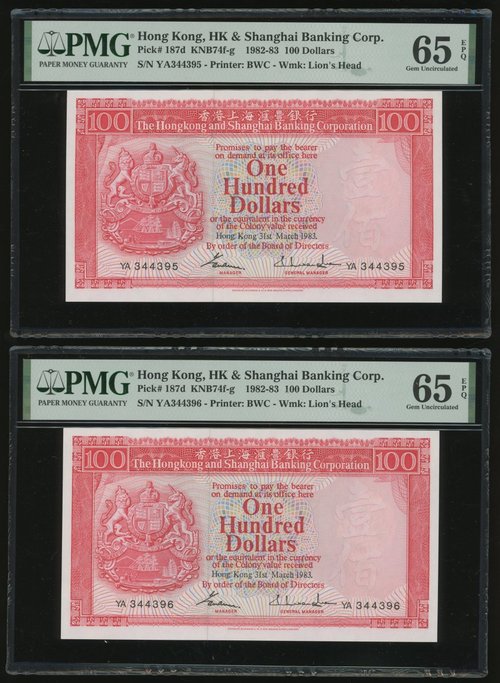 PMG
PAPER MONEY GUARANTY
Hong Kong, HK & Shanghai Banking Corp.
Pick# 187d KNB74f-g 1982-83 100 Dollars
S/N YA344395 - Printer: BWC - Wmk: Lion's Head
65 EPQ
Gem Uncirculated
100 香港上海滙豐銀行 100
The Hongkong and Shanghai Banking Corporation
Promises to pay the bearer
on demand at its office here
One
Hundred
Dollars
or the equivalent in the currency
of the Colony value received
Hong Kong 31st March 1983.
By order of the Board of Directors
YA 344395
MANAGER
GENERAL MANAGER
YA 344395
PMG
PAPER MONEY GUARANTY
Hong Kong, HK & Shanghai Banking Corp.
Pick# 187d KNB74f-g 1982-83 100 Dollars
S/N YA344396 - Printer: BWC - Wmk: Lion's Head
65 EPQ
Gem Uncirculated
100 香港上海滙豐銀行 100
The Hongkong and Shanghai Banking Corporation
Promises to pay the bearer
on demand at its office here
One
Hundred
Dollars
or the equivalent in the currency
of the Colony value received
Hong Kong 31st March 1983.
By order of the Board of Directors
YA 344396
MANAGER
GENERAL MANAGER
YA 344396